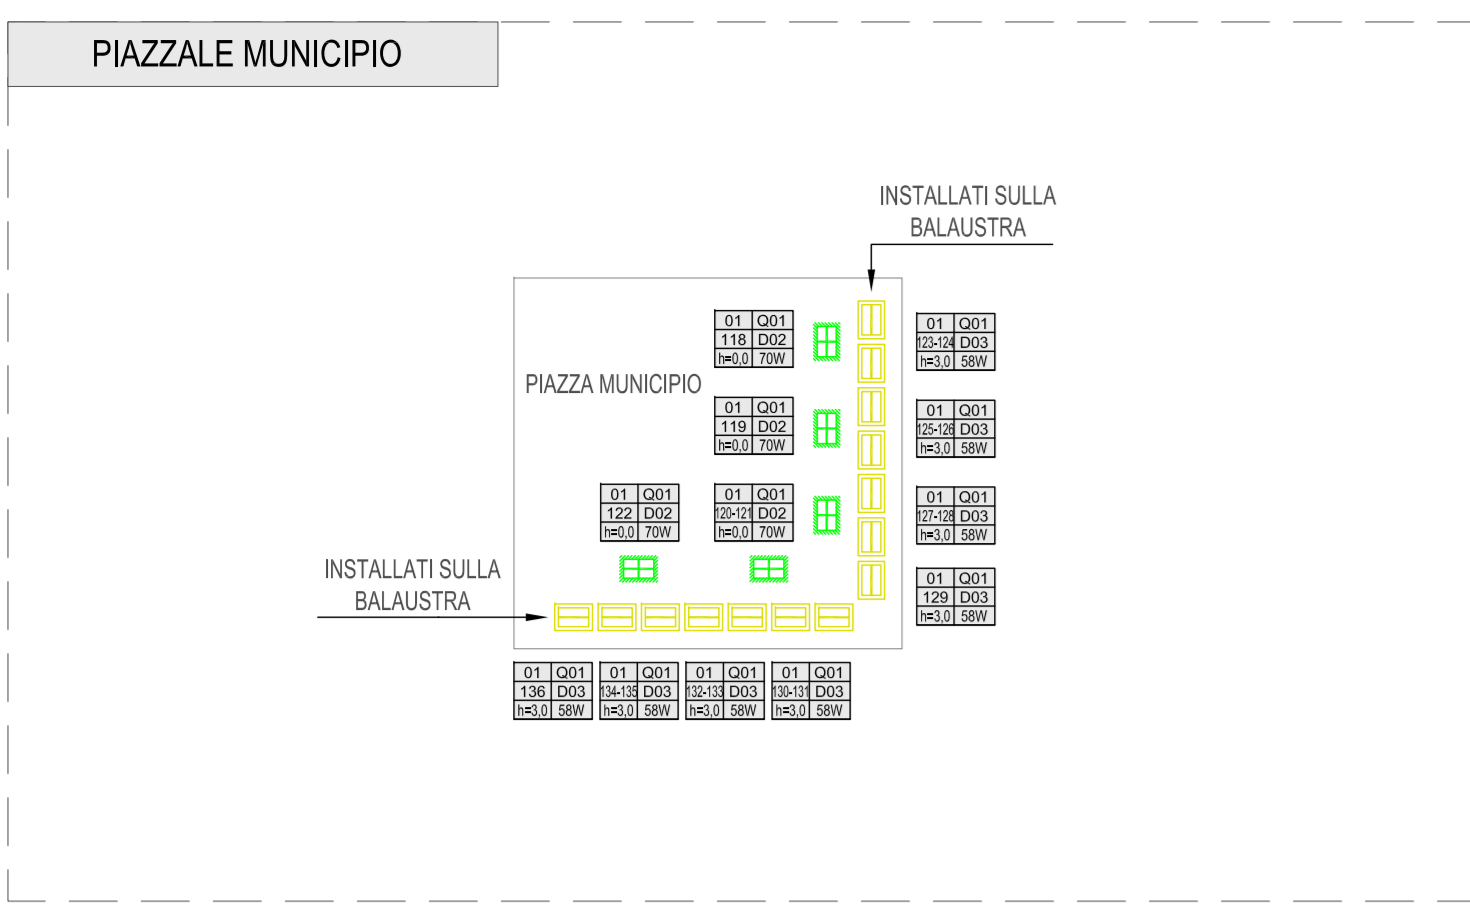 PIAZZALE MUNICIPIO
INSTALLATI SULLA
BALAUSTRA
01 Q01
118 D02
h=0,0 70W
01 Q01
123-124 D03
h=3,0 58W
PIAZZA MUNICIPIO
01 Q01
119 D02
h=0,0 70W
01 Q01
125-126 D03
h=3,0 58W
01 Q01
122 D02
h=0,0 70W
01 Q01
120-121 D02
h=0,0 70W
01 Q01
127-128 D03
h=3,0 58W
INSTALLATI SULLA
BALAUSTRA
01 Q01
129 D03
h=3,0 58W
01 Q01
136 D03
h=3,0 58W
01 Q01
134-135 D03
h=3,0 58W
01 Q01
132-133 D03
h=3,0 58W
01 Q01
130-131 D03
h=3,0 58W